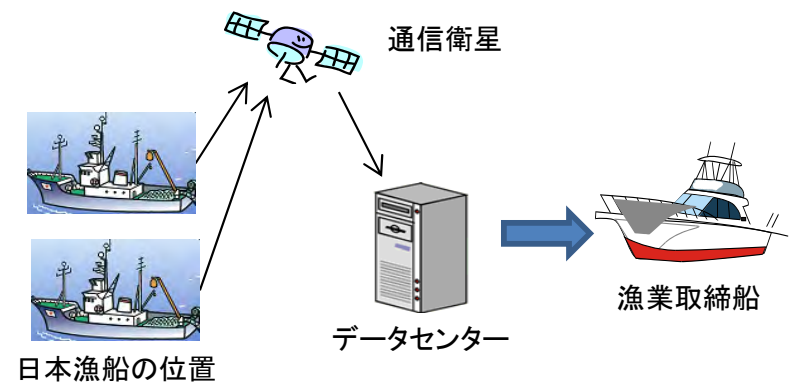 通信衛星
漁業取締船
データセンター
日本漁船の位置